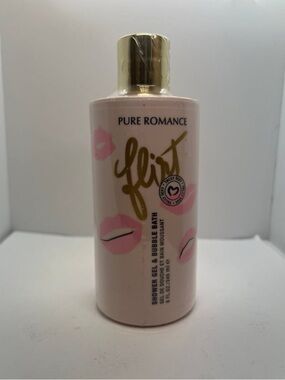 PURE ROMANCE
flirt
SHOWER GEL & BUBBLE BATH
GEL DE DOUCHE ET BAIN MOUSSANT